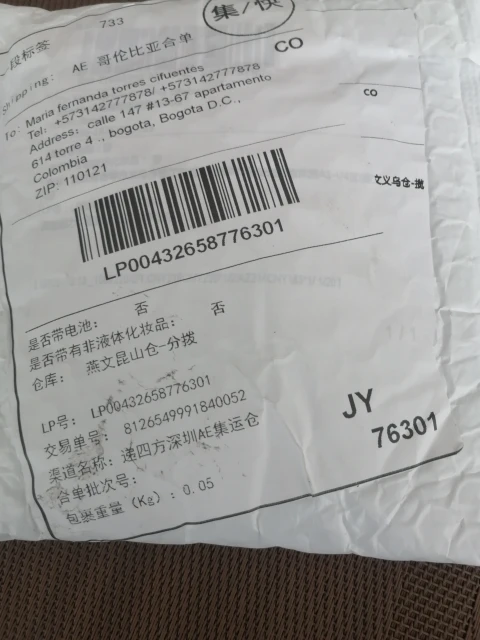 段标签
733
集/快
Shipping: AE 哥伦比亚合单
CO
To: Maria fernanda torres cifuentes
Tel: +573142777878/ +573142777878
Address: calle 147 #13-67 apartamento
614 torre 4 ., bogota, Bogota D.C.,
Colombia
ZIP: 110121
CO
义乌仓-揽
LP00432658776301
是否带电池: 否
是否带有非液体化妆品: 否
仓库: 燕文昆山仓-分拨
LP号: LP00432658776301
交易单号: 8126549991840052
渠道名称: 递四方深圳AE集运仓
合单批次号:
包裹重量 (Kg) : 0.05
JY
76301